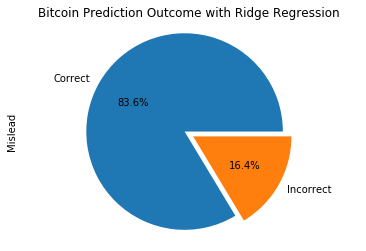 Bitcoin Prediction Outcome with Ridge Regression
Correct
83.6%
Mislead
16.4%
Incorrect